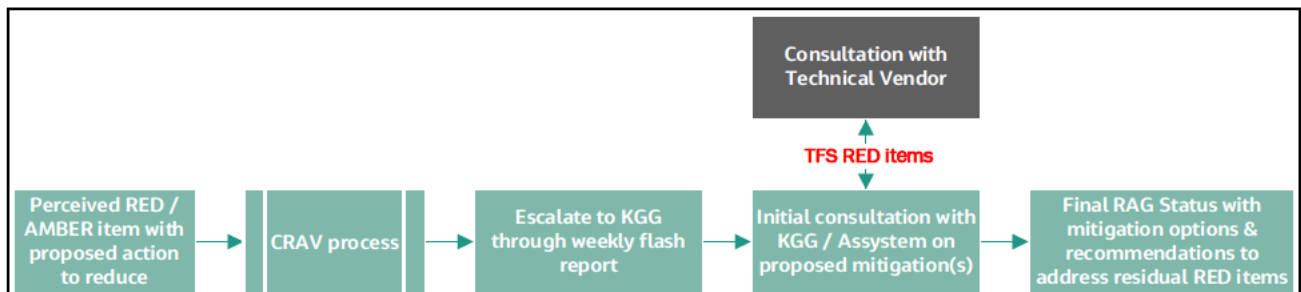 Consultation with
Technical Vendor
TFS RED items
Perceived RED /
AMBER item with
proposed action
to reduce
CRAV process
Escalate to KGG
through weekly flash
report
Initial consultation with
KGG / Assystem on
proposed mitigation(s)
Final RAG Status with
mitigation options &
recommendations to
address residual RED items